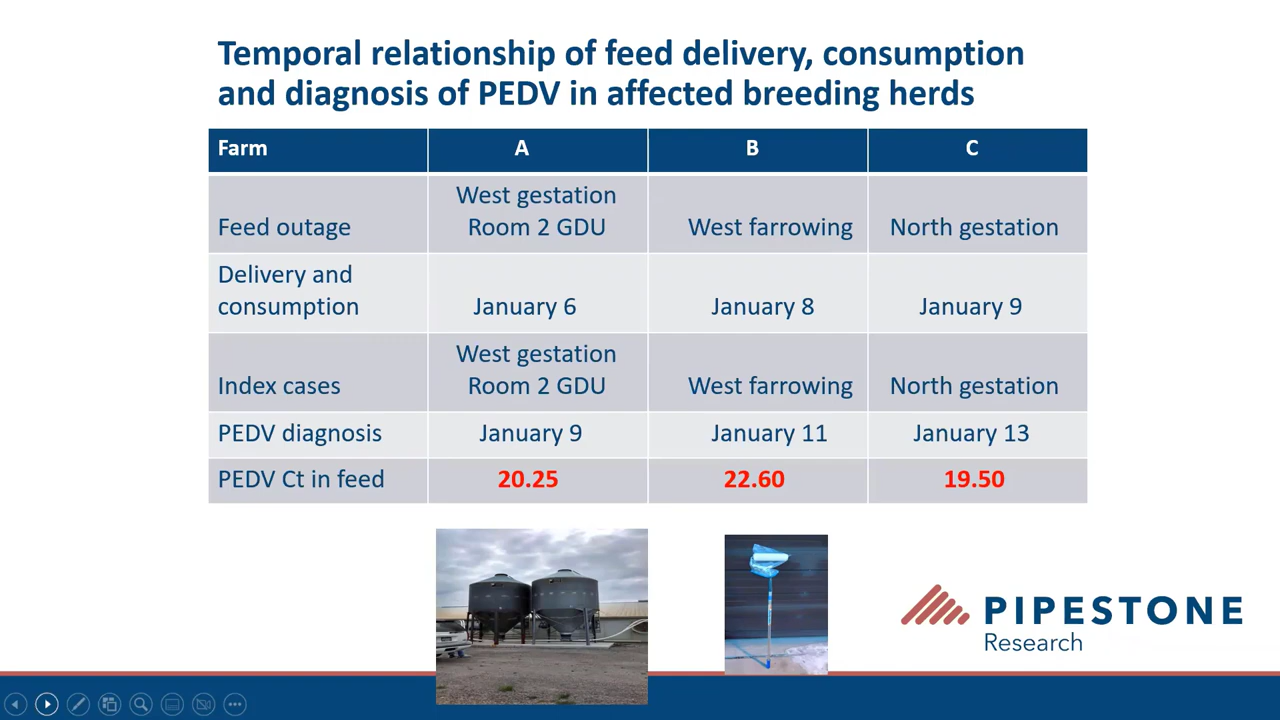 Temporal relationship of feed delivery, consumption
and diagnosis of PEDV in affected breeding herds
Farm A B C
West gestation
Feed outage Room 2 GDU West farrowing North gestation
Delivery and
consumption January 6 January 8 January 9
West gestation
Index cases Room 2 GDU West farrowing North gestation
PEDV diagnosis January 9 January 11 January 13
PEDV Ct in feed 20.25 22.60 19.50
PIPESTONE
Research